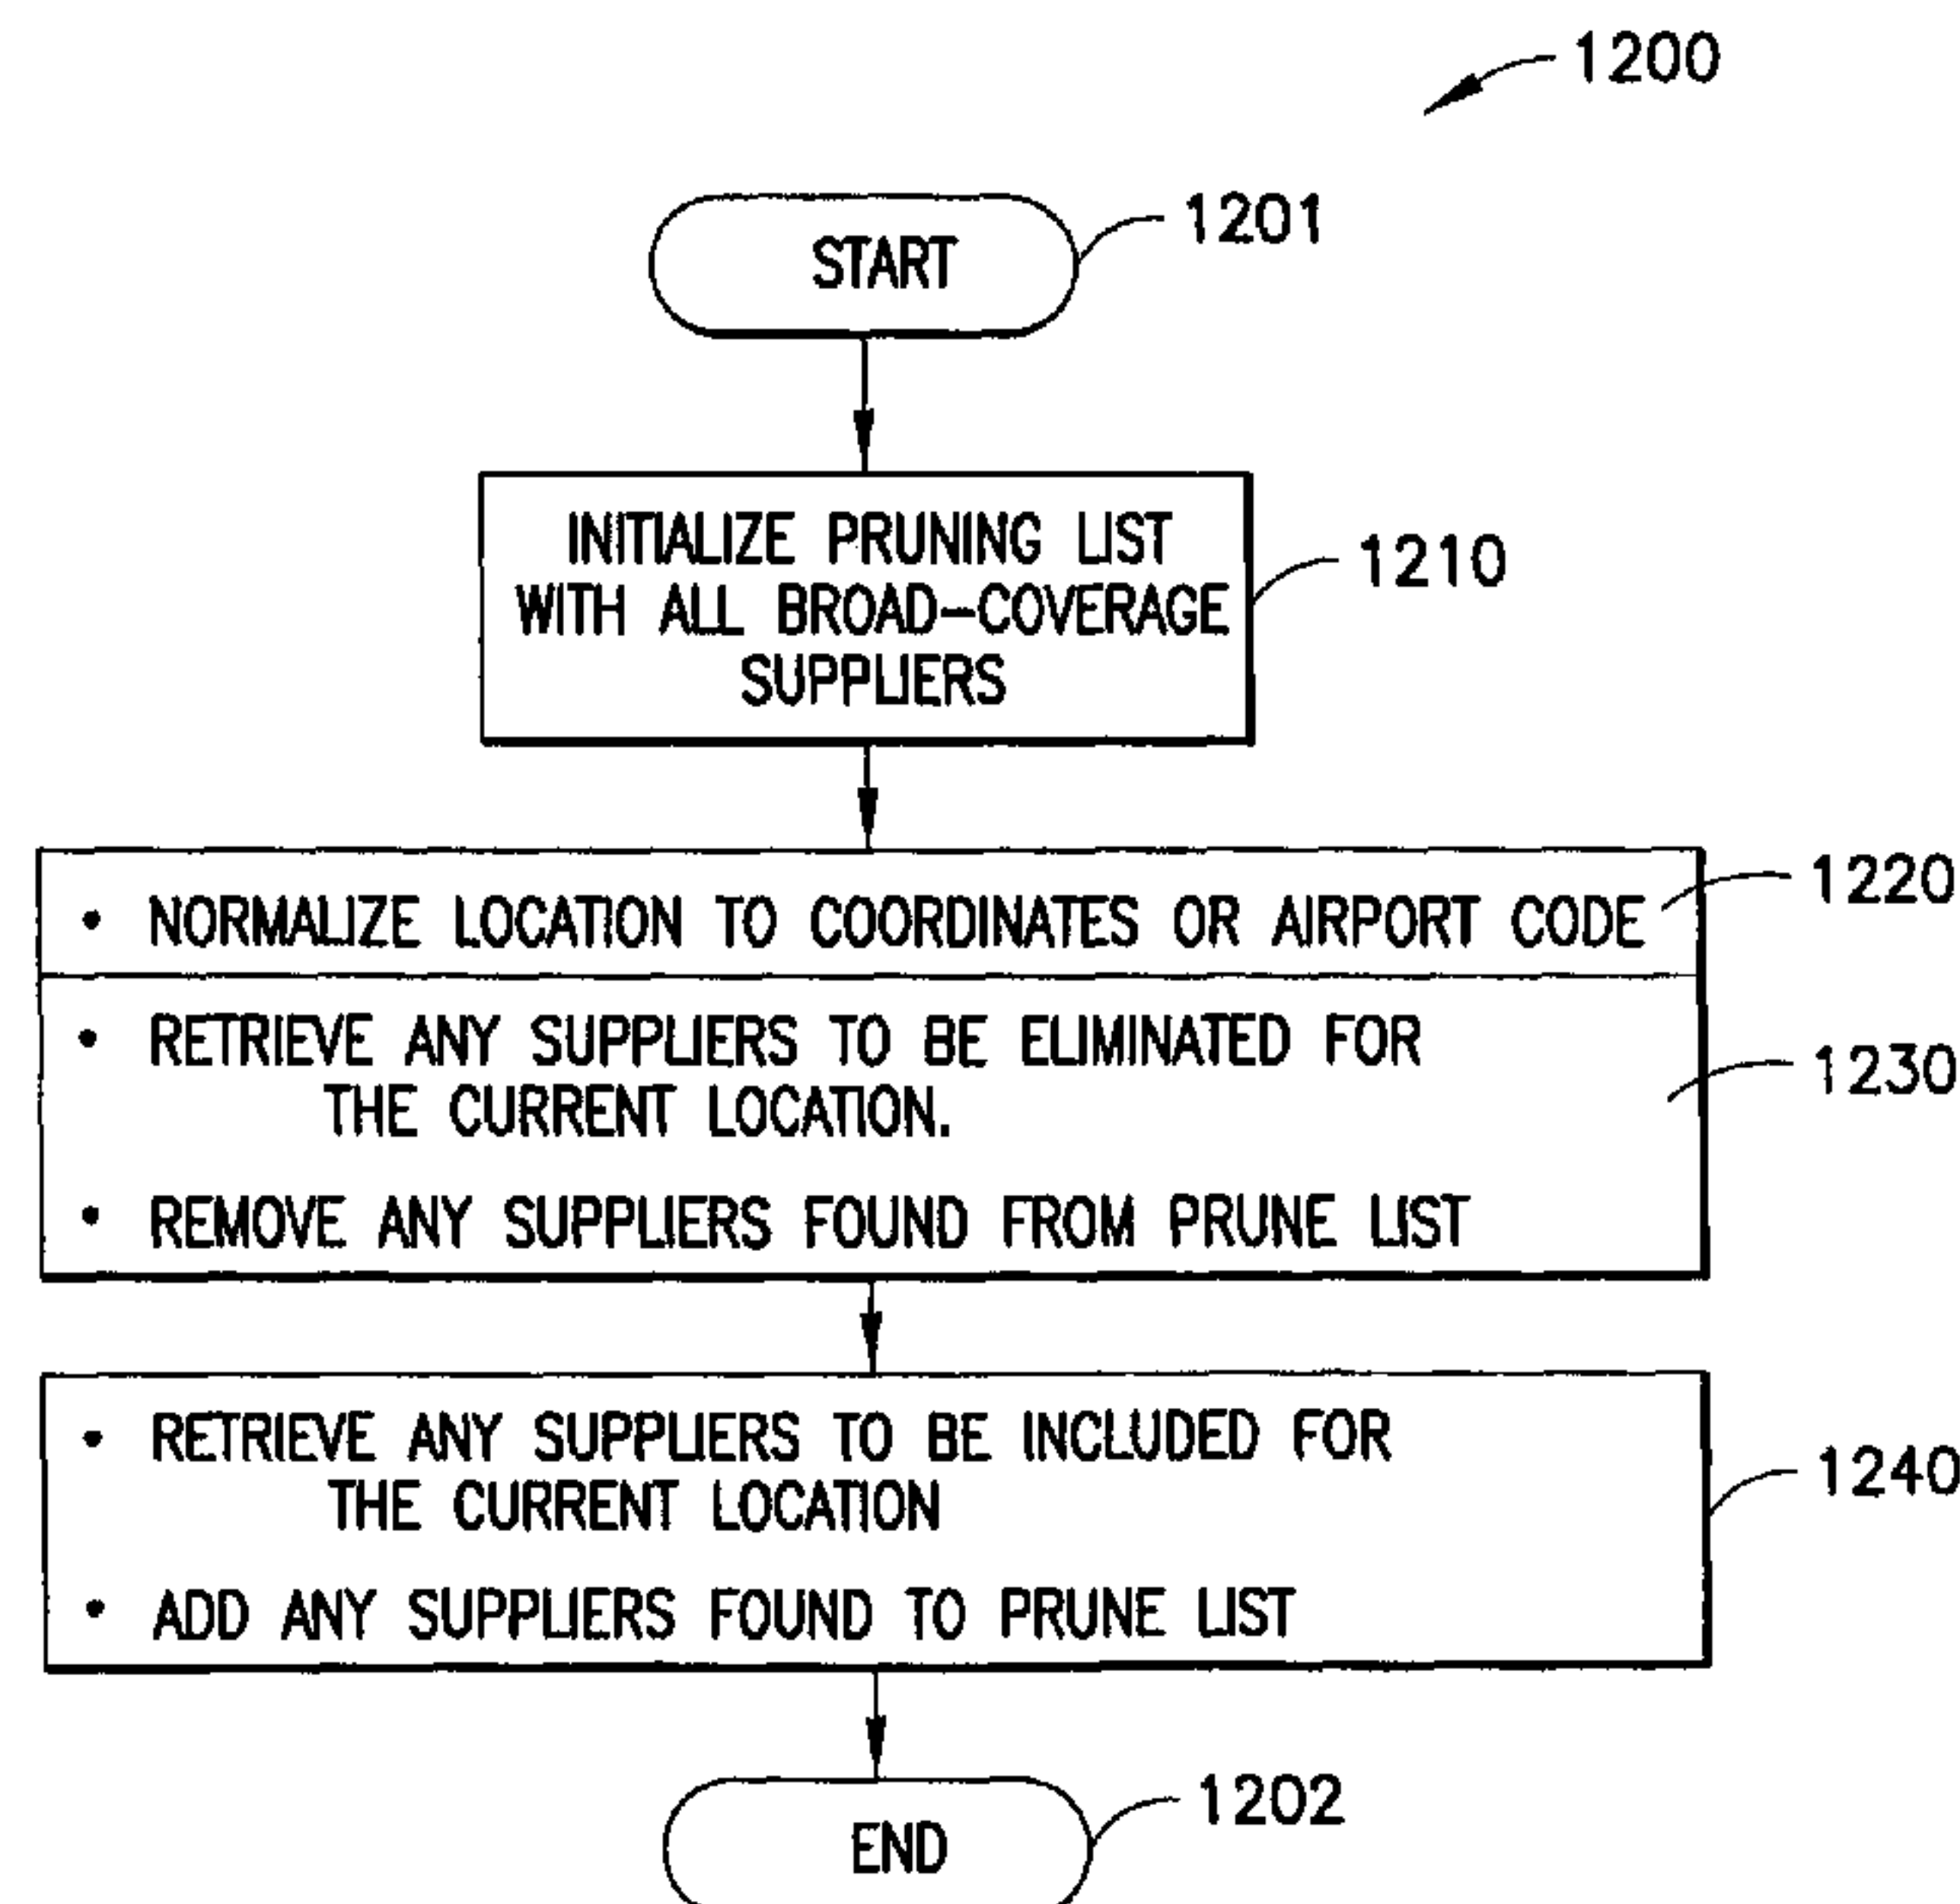 1200
START
1201
INITIALIZE PRUNING LIST
WITH ALL BROAD-COVERAGE
SUPPLIERS
1210
• NORMALIZE LOCATION TO COORDINATES OR AIRPORT CODE
1220
• RETRIEVE ANY SUPPLIERS TO BE ELIMINATED FOR
THE CURRENT LOCATION.
1230
• REMOVE ANY SUPPLIERS FOUND FROM PRUNE LIST
• RETRIEVE ANY SUPPLIERS TO BE INCLUDED FOR
THE CURRENT LOCATION
1240
• ADD ANY SUPPLIERS FOUND TO PRUNE LIST
1202
END